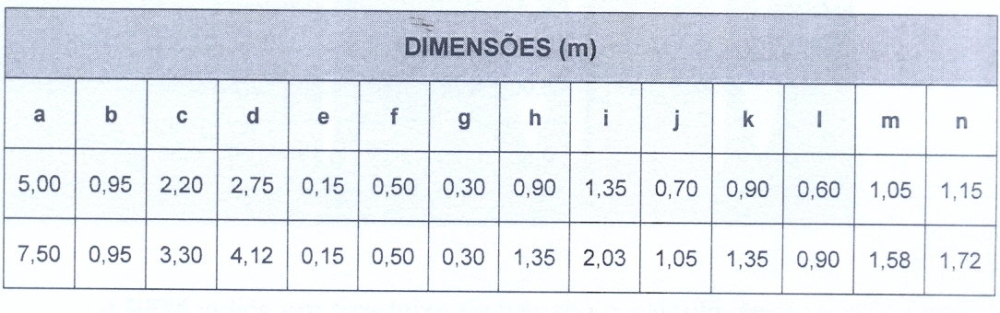 DIMENSÕES (m)
a b c d e f g h i j k l m n
5,00 0,95 2,20 2,75 0,15 0,50 0,30 0,90 1,35 0,70 0,90 0,60 1,05 1,15
7,50 0,95 3,30 4,12 0,15 0,50 0,30 1,35 2,03 1,05 1,35 0,90 1,58 1,72